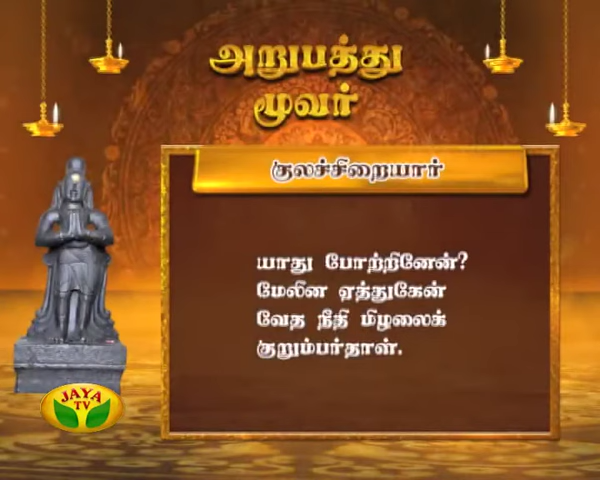 அறுபத்து
மூவர்
குலச்சிறையார்
யாது போற்றினேன்?
மேலின ஏத்துகேன்
வேத நீதி மிழலைக்
குறும்பர்தாள்.
JAYA
TV